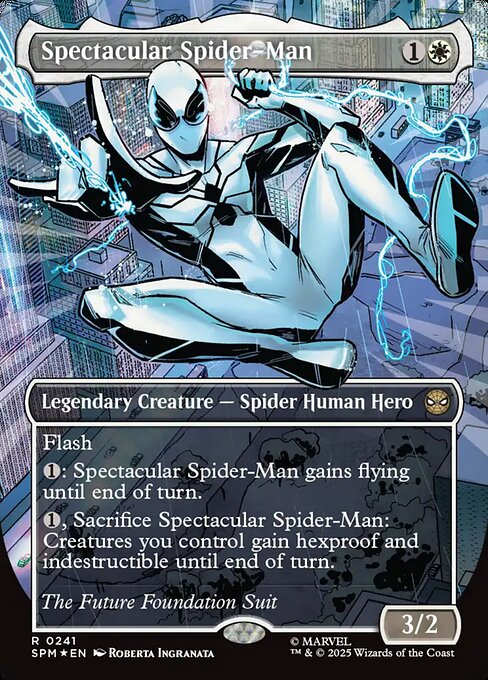 Spectacular Spider-Man 1
Legendary Creature — Spider Human Hero
Flash
1: Spectacular Spider-Man gains flying
until end of turn.
1, Sacrifice Spectacular Spider-Man:
Creatures you control gain hexproof and
indestructible until end of turn.
The Future Foundation Suit
3/2
R 0241
SPM★EN Roberta Ingranata
© MARVEL
™ & © 2025 Wizards of the Coast